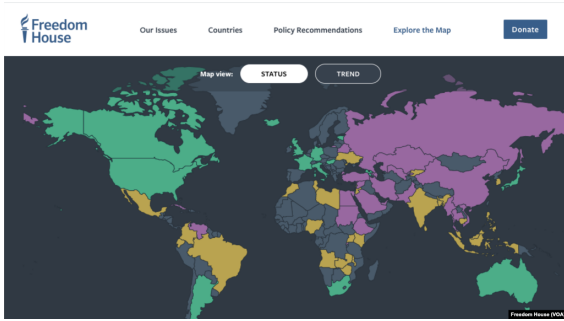 Freedom House
Our Issues
Countries
Policy Recommendations
Explore the Map
Donate
Map view:
STATUS
TREND
Freedom House (VOA)